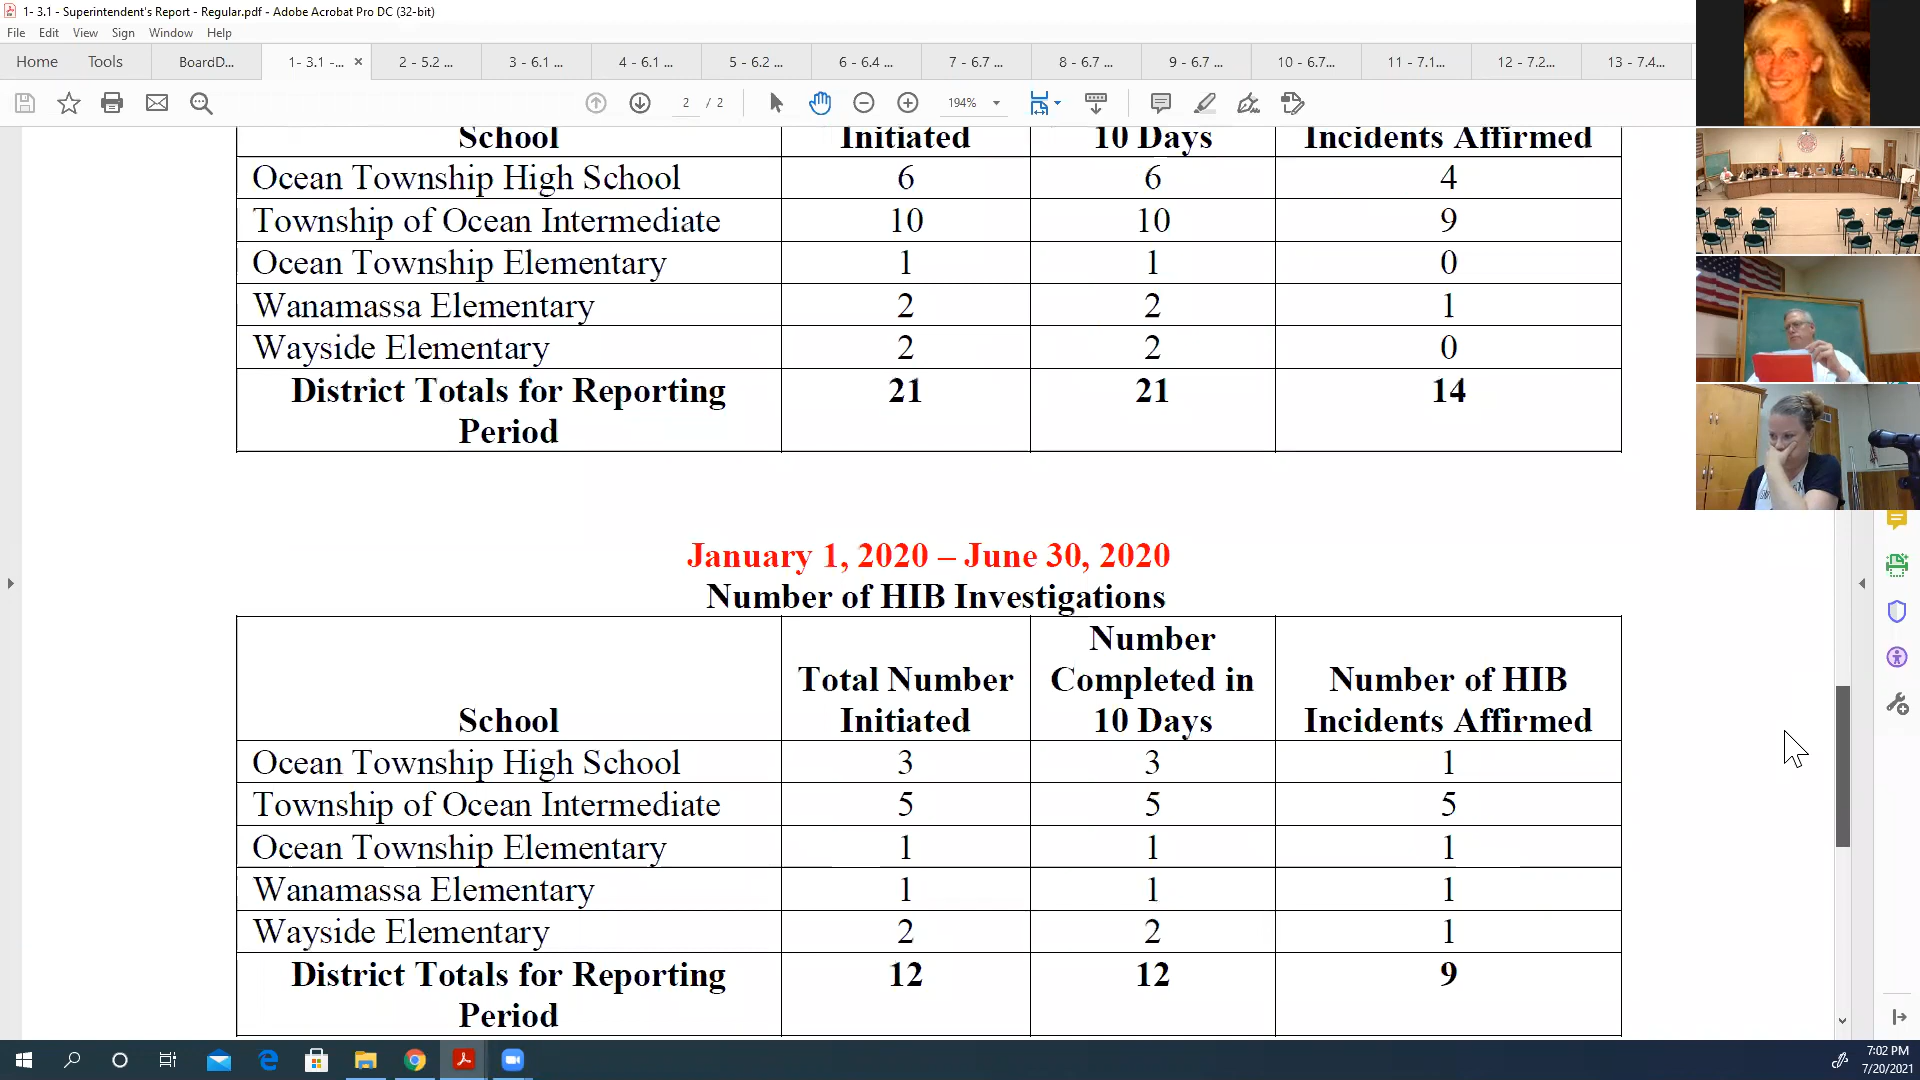 1- 3.1 - Superintendent's Report - Regular.pdf - Adobe Acrobat Pro DC (32-bit)
File Edit View Sign Window Help
Home Tools BoardD... 1- 3.1 -... × 2 - 5.2 ... 3 - 6.1 ... 4 - 6.1 ... 5 - 6.2 ... 6 - 6.4 ... 7 - 6.7 ... 8 - 6.7 ... 9 - 6.7 ... 10 - 6.7... 11 - 7.1... 12 - 7.2... 13 - 7.4...
2 / 2 194%
School Initiated 10 Days Incidents Affirmed
Ocean Township High School 6 6 4
Township of Ocean Intermediate 10 10 9
Ocean Township Elementary 1 1 0
Wanamassa Elementary 2 2 1
Wayside Elementary 2 2 0
District Totals for Reporting 21 21 14
Period
January 1, 2020 – June 30, 2020
Number of HIB Investigations
Number
Total Number Completed in Number of HIB
School Initiated 10 Days Incidents Affirmed
Ocean Township High School 3 3 1
Township of Ocean Intermediate 5 5 5
Ocean Township Elementary 1 1 1
Wanamassa Elementary 1 1 1
Wayside Elementary 2 2 1
District Totals for Reporting 12 12 9
Period
7:02 PM
7/20/2021